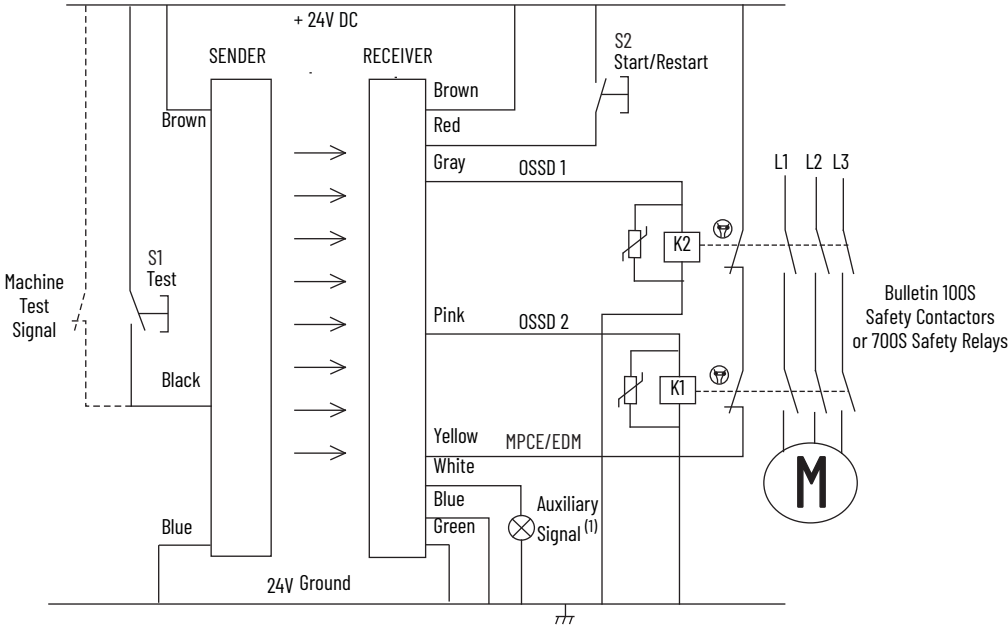 + 24V DC
SENDER
RECEIVER
S2
Start/Restart
Brown
Brown
Red
Gray
OSSD 1
L1 L2 L3
K2
Machine
Test
Signal
S1
Test
Bulletin 100S
Safety Contactors
or 700S Safety Relays
Pink
OSSD 2
K1
Black
Yellow
MPCE/EDM
White
Blue
Green
Auxiliary
Signal (1)
M
Blue
24V Ground